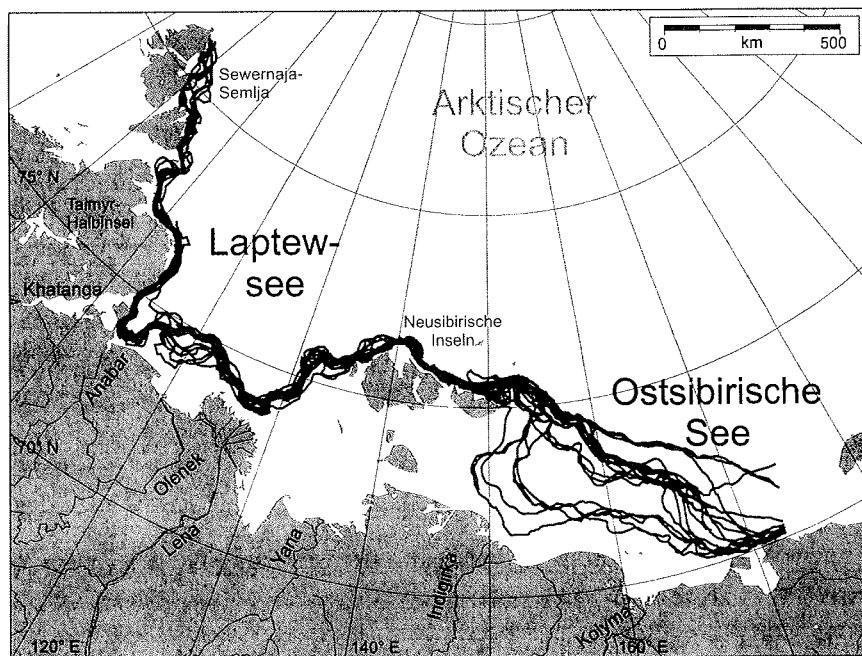 0 km 500
Sewernaja-
Semlja
Arktischer
Ozean
75° N
Taimyr-
Halbinsel
Laptew-
see
Khatanga
Neusibirische
Inseln
Anabar
Ostsibirische
See
70° N
Olenek
Lena
Yana
Indigirka
Kolyma
120° E
140° E
160° E